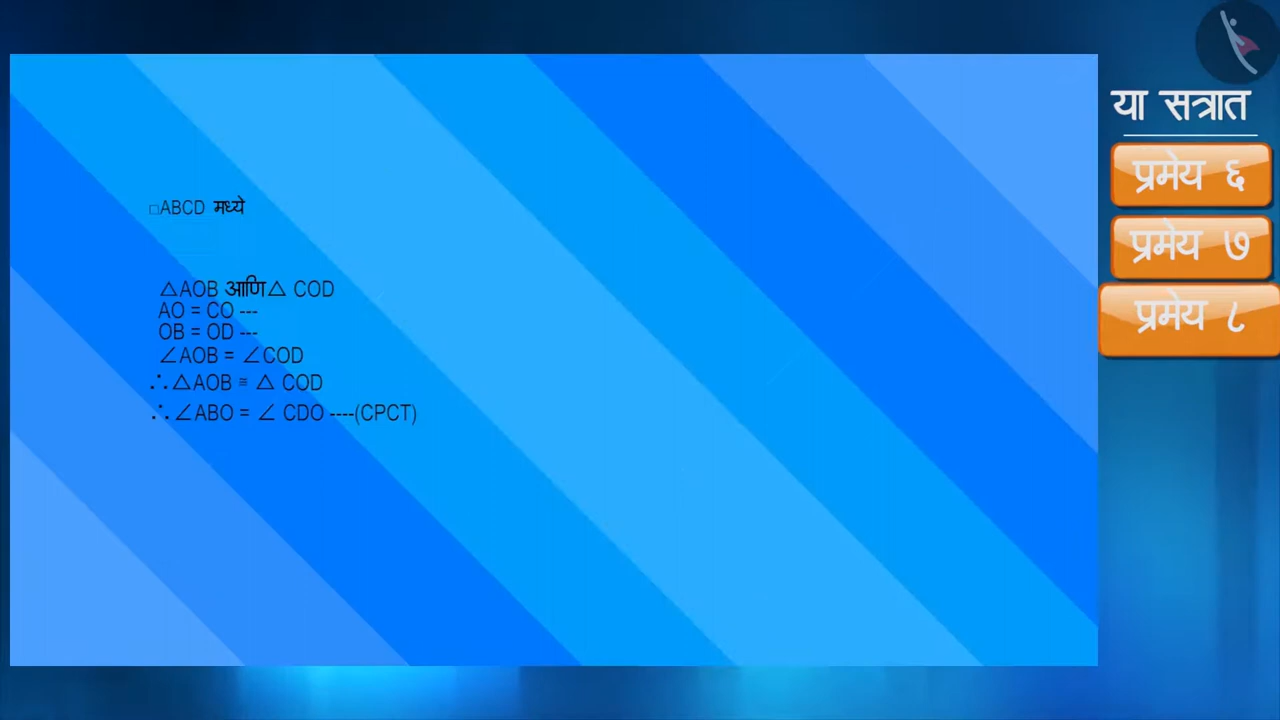 □ABCD मध्ये
△AOB आणि △ COD
AO = CO ---
OB = OD ---
∠AOB = ∠COD
∴△AOB ≅ △ COD
∴∠ABO = ∠ CDO ----(CPCT)
या सत्रात
प्रमेय ६
प्रमेय ७
प्रमेय ८